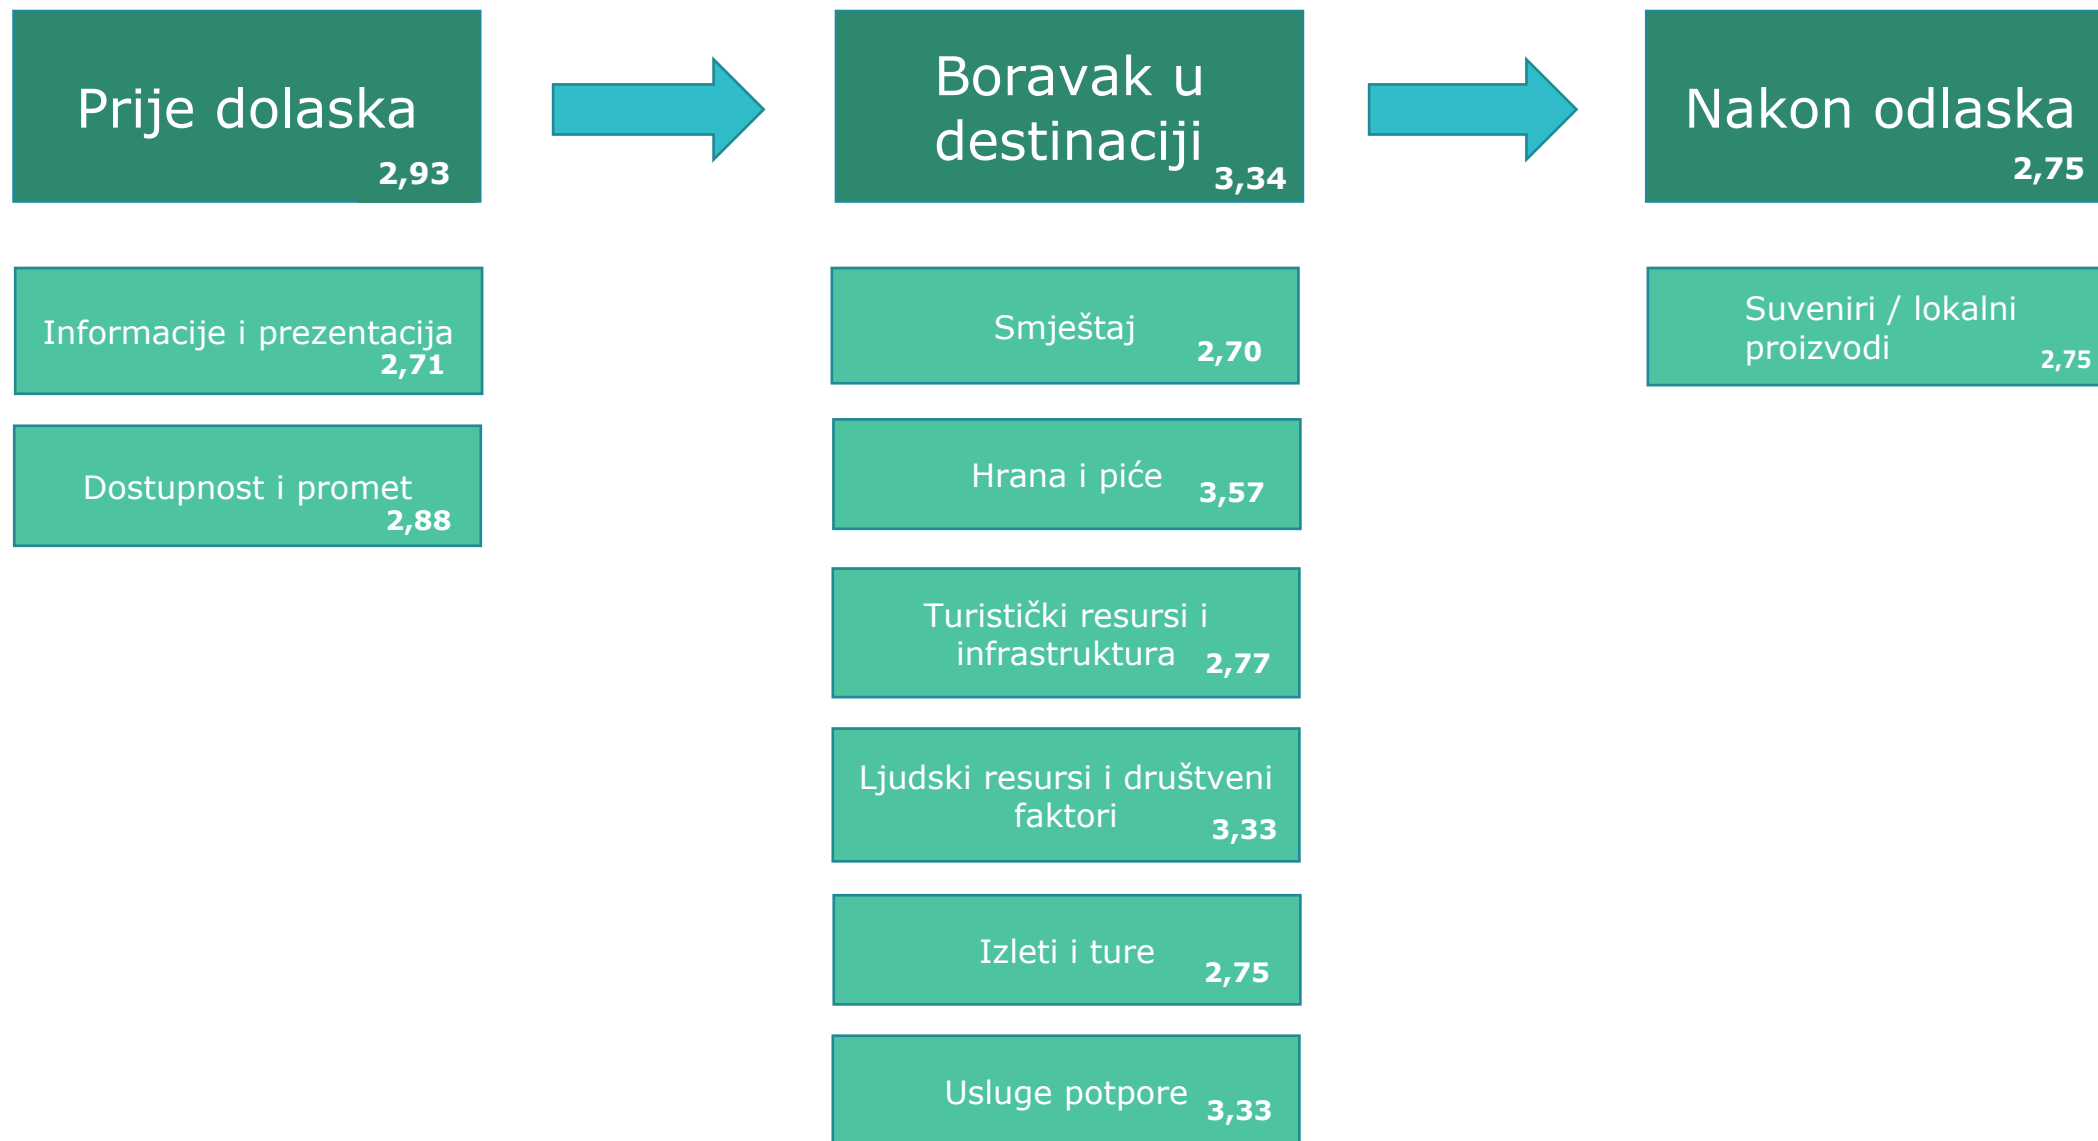 Prije dolaska
2,93
Boravak u
destinaciji
3,34
Nakon odlaska
2,75
Informacije i prezentacija
2,71
Dostupnost i promet
2,88
Smještaj
2,70
Hrana i piće
3,57
Turistički resursi i
infrastruktura
2,77
Ljudski resursi i društveni
faktori
3,33
Izleti i ture
2,75
Usluge potpore
3,33
Suveniri / lokalni
proizvodi
2,75